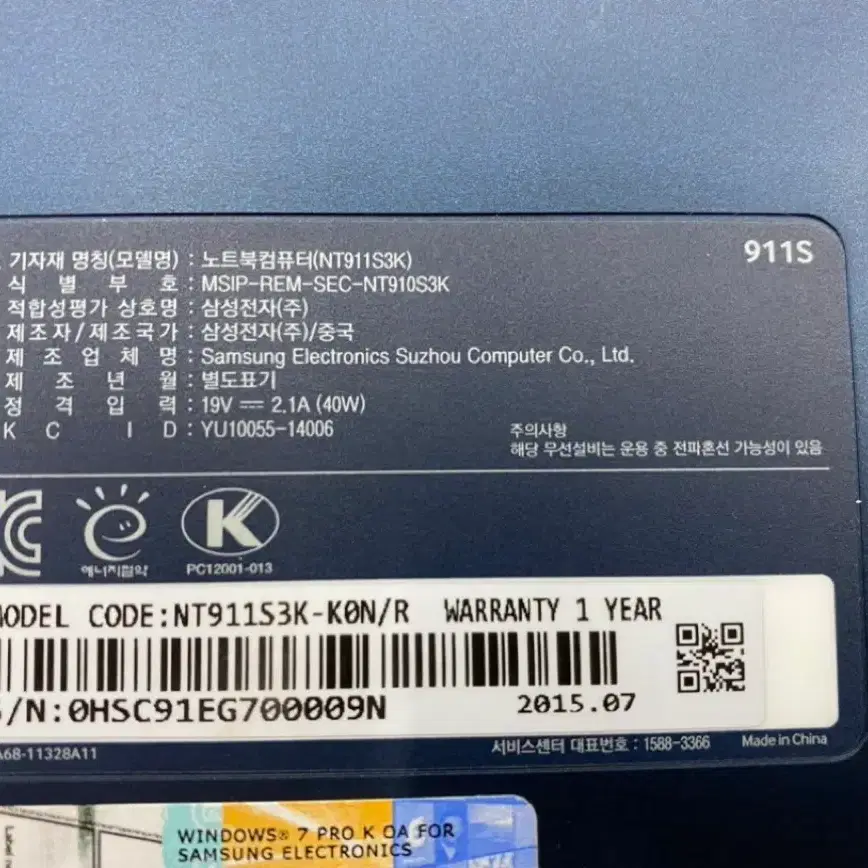 911S
기자재 명칭(모델명) : 노트북컴퓨터(NT911S3K)
식 별 부 호 : MSIP-REM-SEC-NT910S3K
적합성평가 상호명 : 삼성전자(주)
제조자/제조국가 : 삼성전자(주)/중국
제 조 업 체 명 : Samsung Electronics Suzhou Computer Co., Ltd.
제 조 년 월 : 별도표기
정 격 입 력 : 19V ⎓ 2.1A (40W)
K C I D : YU10055-14006
주의사항
해당 무선설비는 운용 중 전파혼선 가능성이 있음
에너지절약
PC12001-013
MODEL CODE:NT911S3K-K0N/R WARRANTY 1 YEAR
S/N:0HSC91EG700009N 2015.07
A68-11328A11
서비스센터 대표번호 : 1588-3366 Made in China
WINDOWS® 7 PRO K OA FOR
SAMSUNG ELECTRONICS